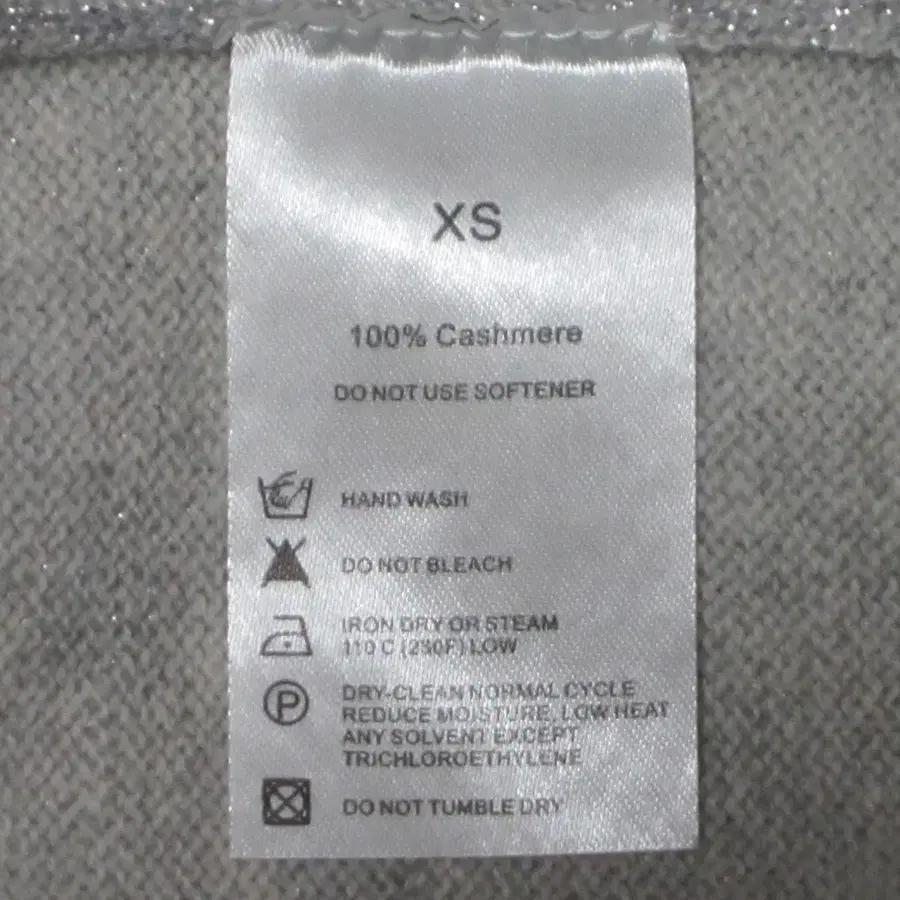 XS
100% Cashmere
DO NOT USE SOFTENER
HAND WASH
DO NOT BLEACH
IRON DRY OR STEAM
110 C (230F) LOW
P
DRY-CLEAN NORMAL CYCLE
REDUCE MOISTURE, LOW HEAT
ANY SOLVENT EXCEPT
TRICHLOROETHYLENE
DO NOT TUMBLE DRY